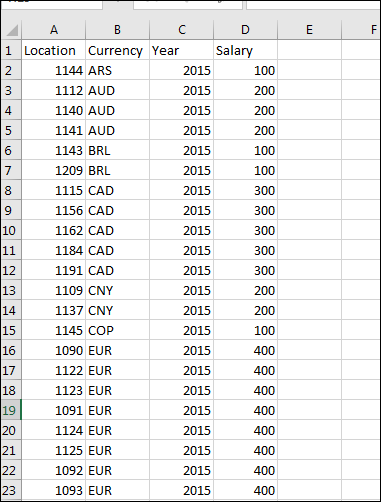 A B C D E F
1 Location Currency Year Salary
2 1144 ARS 2015 100
3 1112 AUD 2015 200
4 1140 AUD 2015 200
5 1141 AUD 2015 200
6 1143 BRL 2015 100
7 1209 BRL 2015 100
8 1115 CAD 2015 300
9 1156 CAD 2015 300
10 1162 CAD 2015 300
11 1184 CAD 2015 300
12 1191 CAD 2015 300
13 1109 CNY 2015 200
14 1137 CNY 2015 200
15 1145 COP 2015 100
16 1090 EUR 2015 400
17 1122 EUR 2015 400
18 1123 EUR 2015 400
19 1091 EUR 2015 400
20 1124 EUR 2015 400
21 1125 EUR 2015 400
22 1092 EUR 2015 400
23 1093 EUR 2015 400